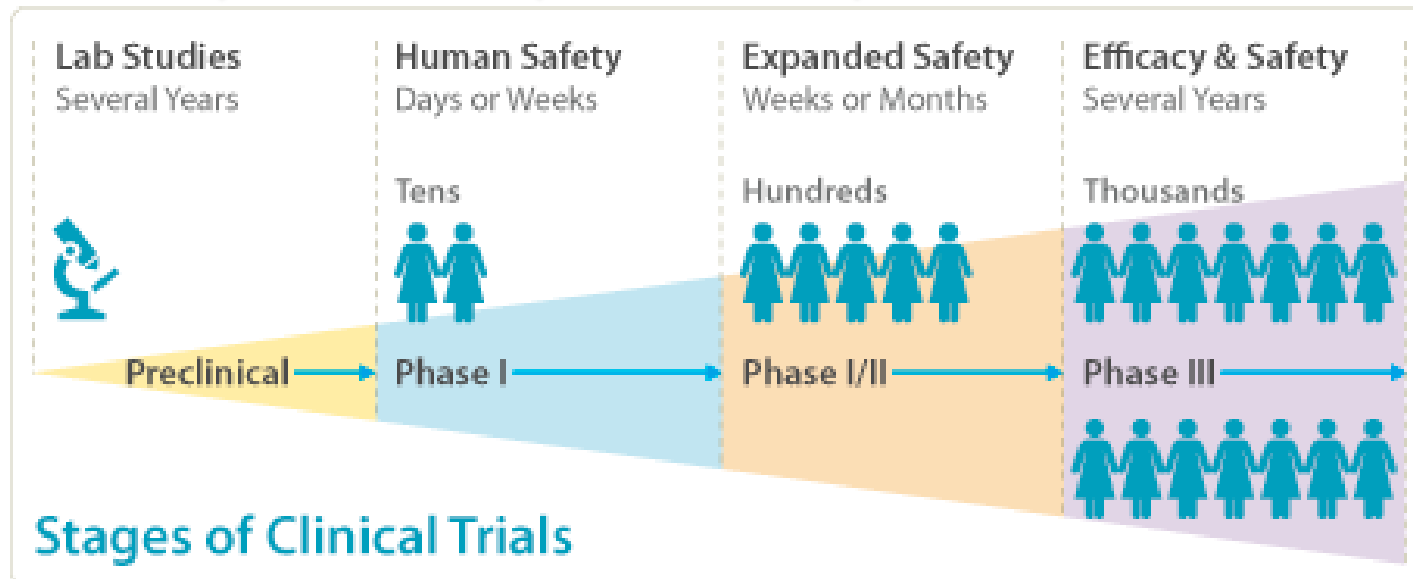 Lab Studies
Several Years
Human Safety
Days or Weeks
Expanded Safety
Weeks or Months
Efficacy & Safety
Several Years
Tens
Hundreds
Thousands
Preclinical
Phase I
Phase I/II
Phase III
Stages of Clinical Trials